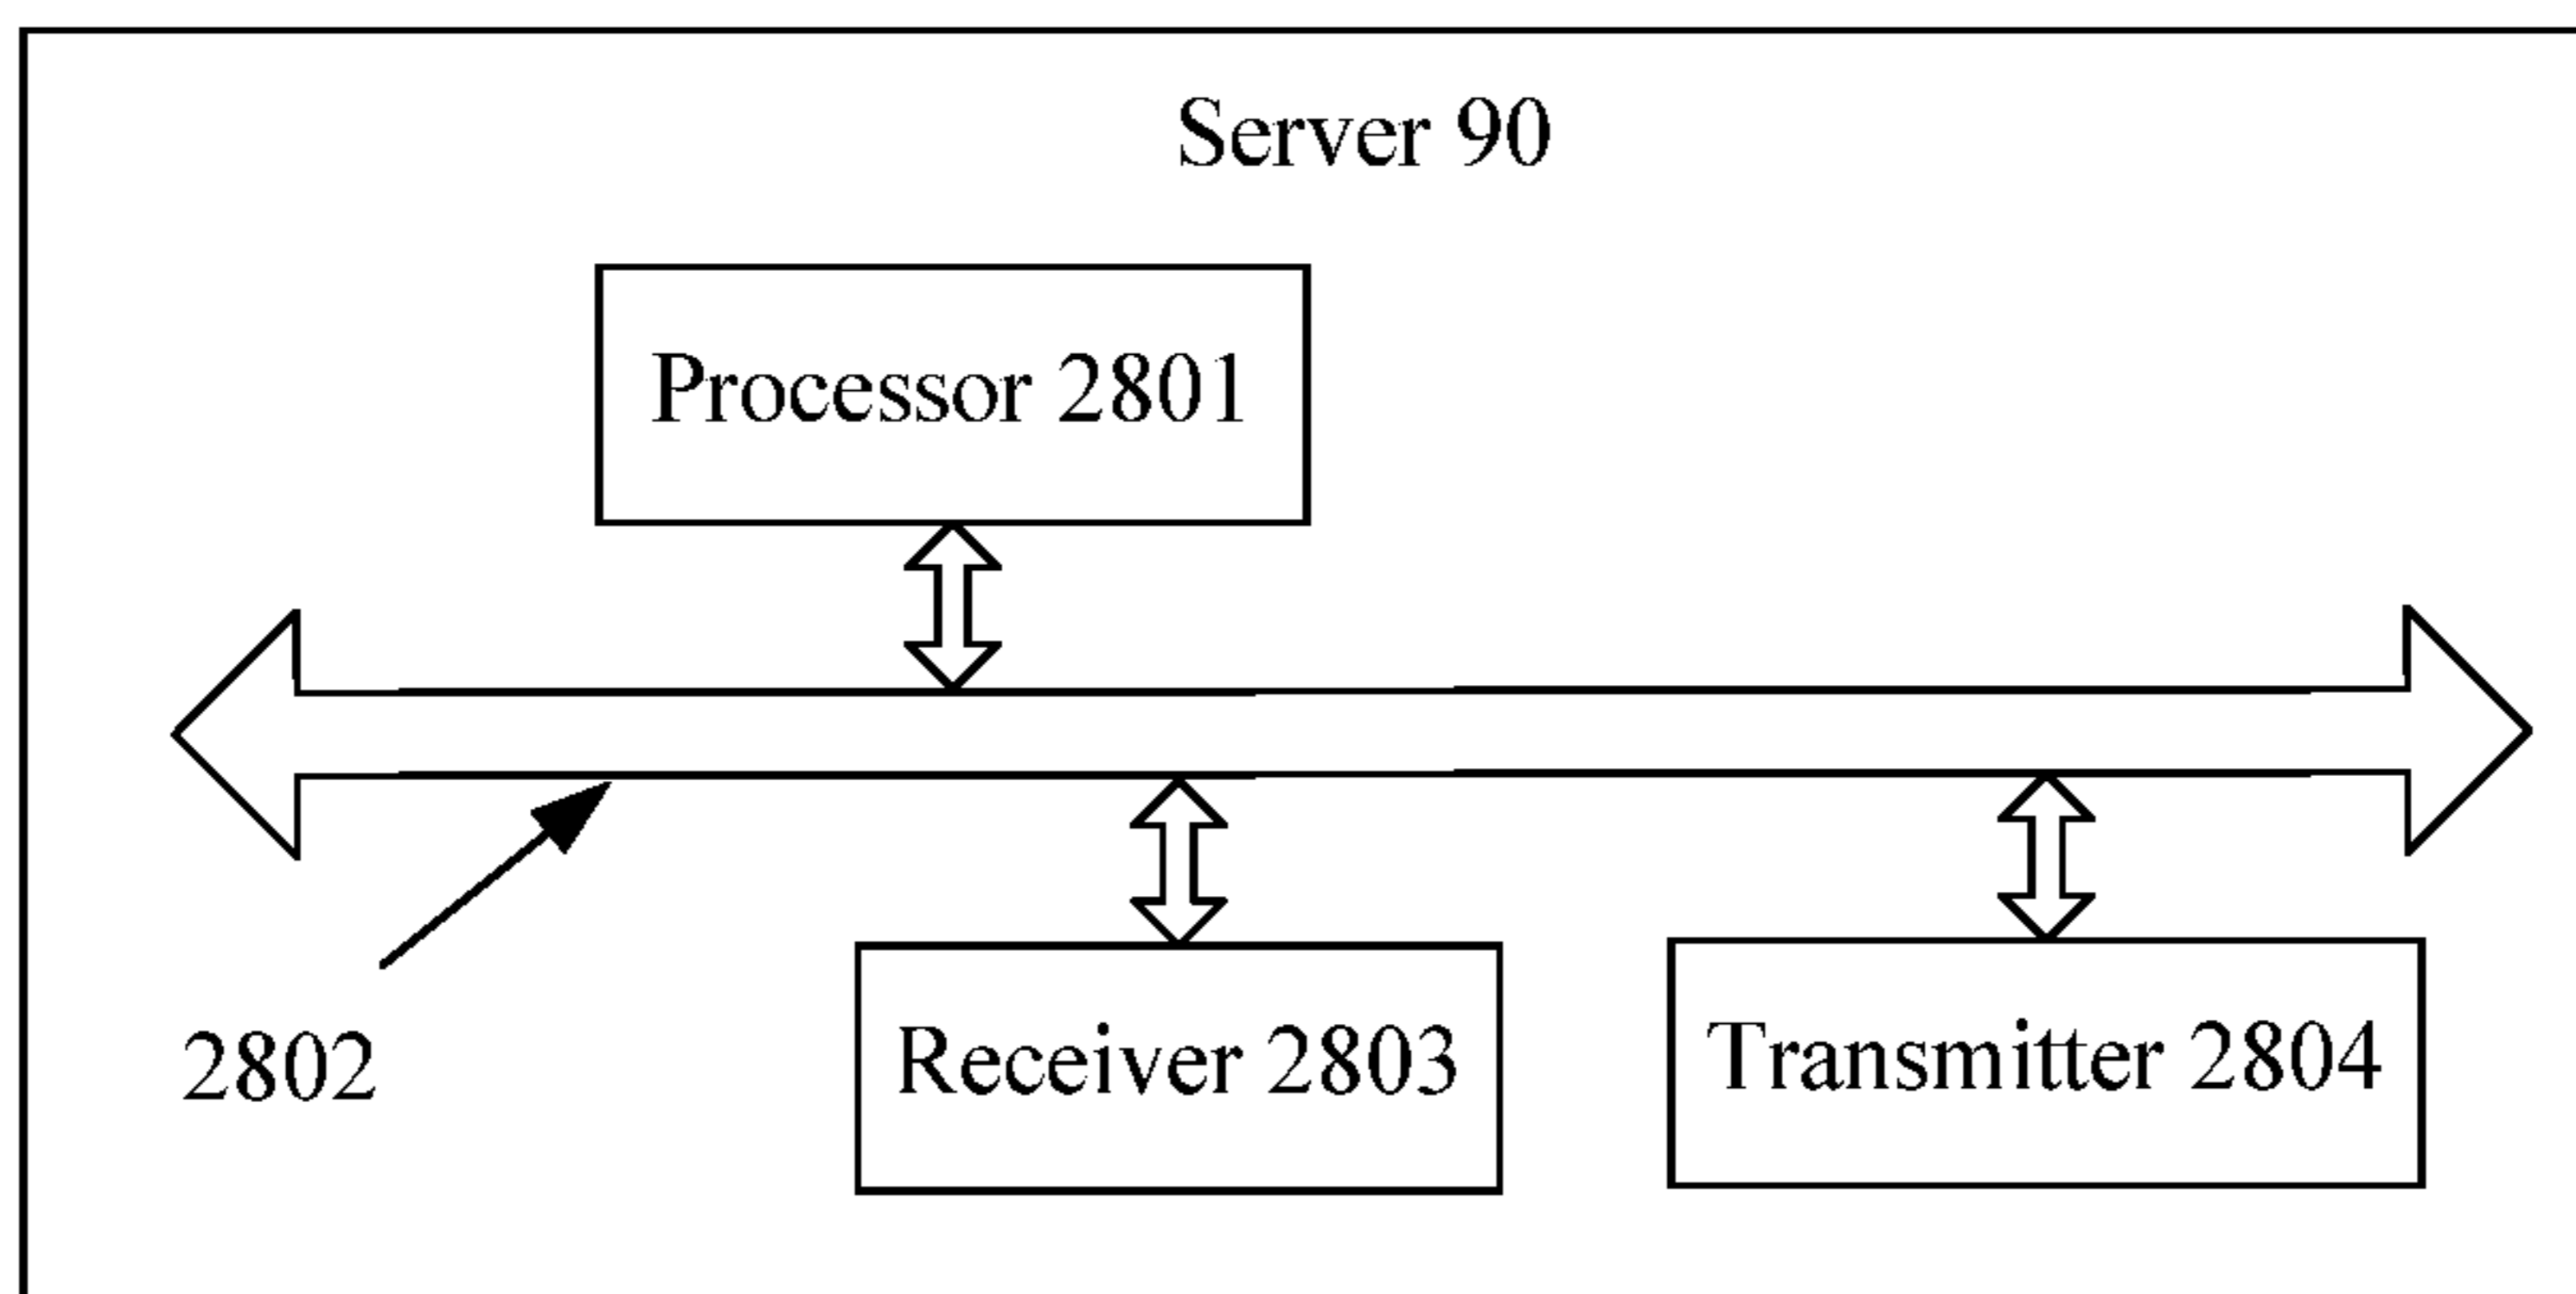 Server 90
Processor 2801
2802
Receiver 2803
Transmitter 2804